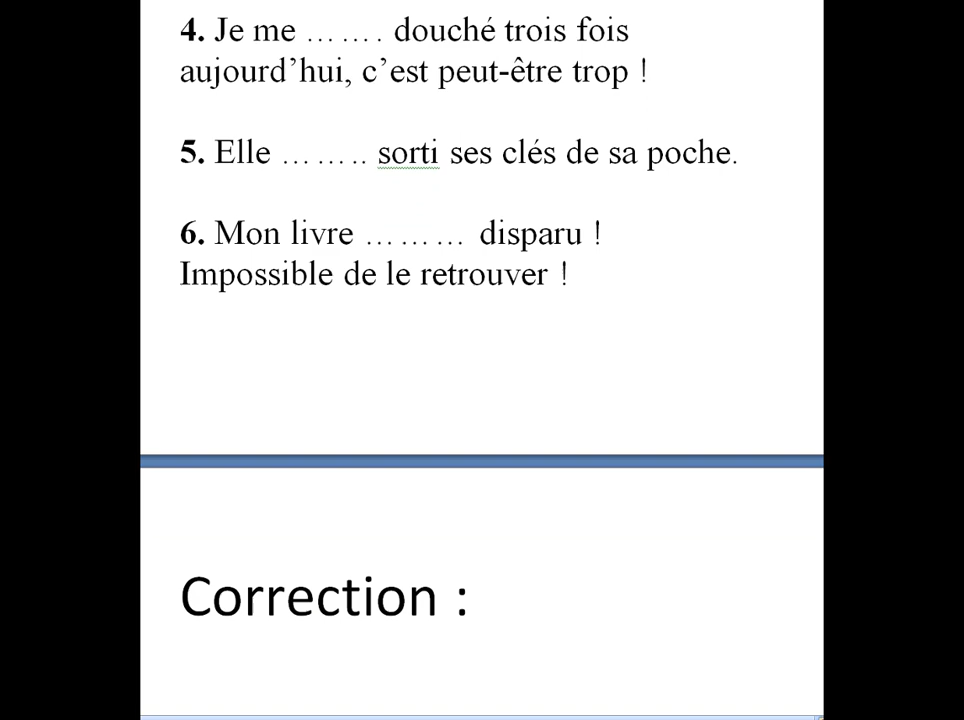 4. Je me ……. douché trois fois
aujourd’hui, c’est peut-être trop !
5. Elle …….. sorti ses clés de sa poche.
6. Mon livre ……… disparu !
Impossible de le retrouver !
Correction :